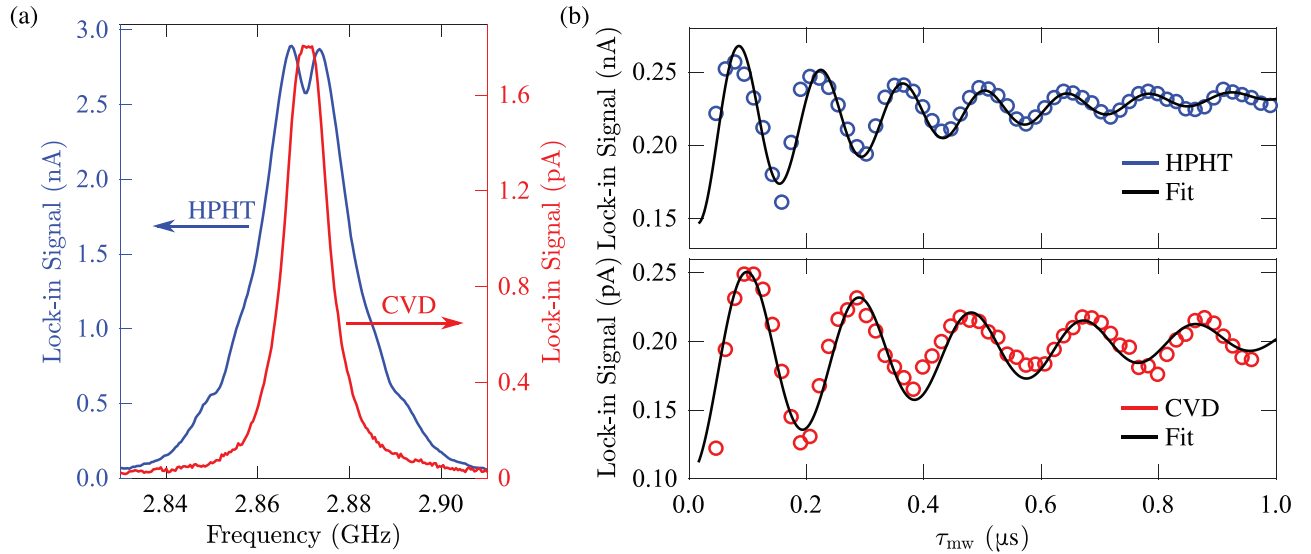 (a)
3.0
2.5
2.0
1.5
1.0
0.5
0.0
Lock-in Signal (nA)
HPHT
CVD
1.6
1.2
0.8
0.4
0
Lock-in Signal (pA)
2.84 2.86 2.88 2.90
Frequency (GHz)
(b)
0.25
0.20
0.15
Lock-in Signal (nA)
HPHT
Fit
0.25
0.20
0.15
0.10
Lock-in Signal (pA)
CVD
Fit
0.0 0.2 0.4 0.6 0.8 1.0
τmw (μs)